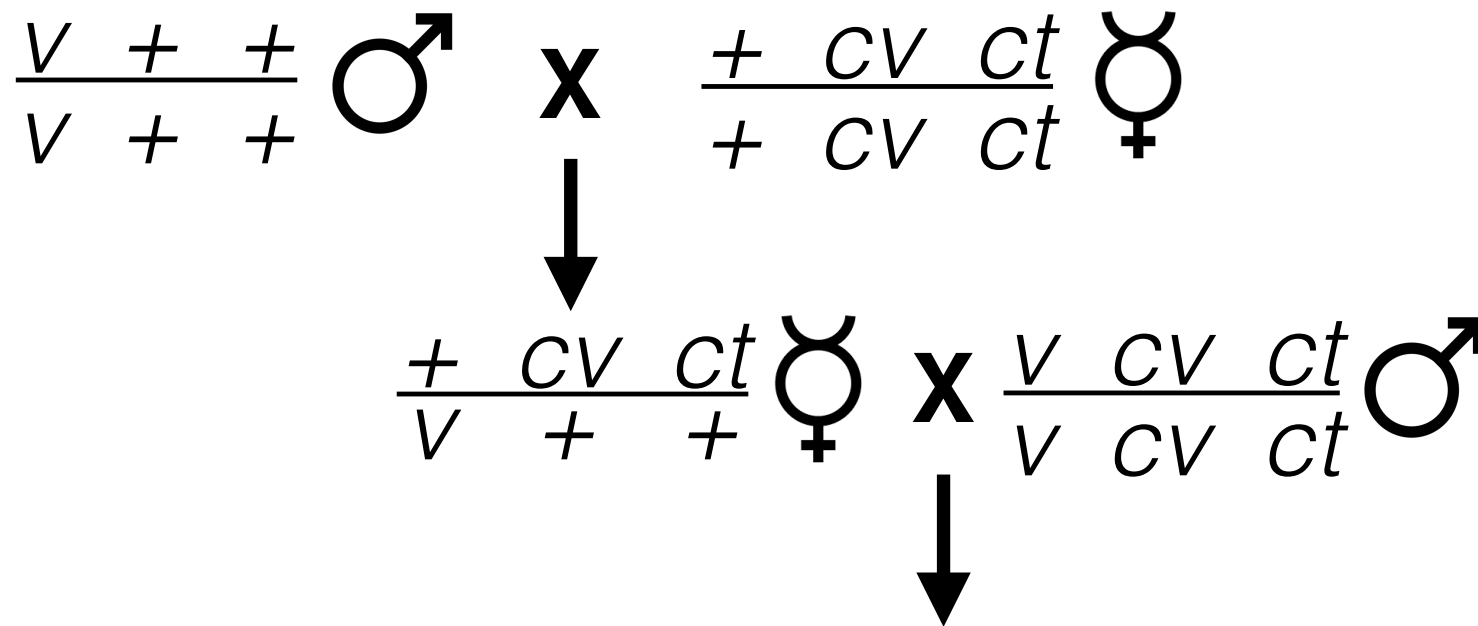 v + + ♂ x + cv ct ☿
v + + + cv ct
+ cv ct ☿ x v cv ct ♂
v + + v cv ct